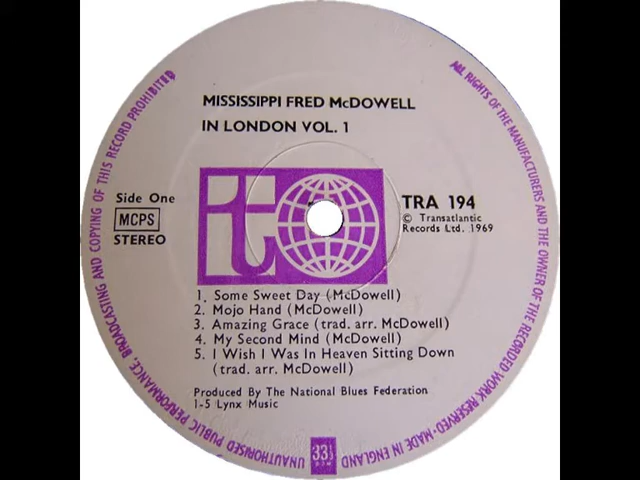 MISSISSIPPI FRED McDOWELL
IN LONDON VOL. 1
Side One
MCPS
STEREO
t
TRA 194
© Transatlantic
Records Ltd. 1969
1. Some Sweet Day (McDowell)
2. Mojo Hand (McDowell)
3. Amazing Grace (trad. arr. McDowell)
4. My Second Mind (McDowell)
5. I Wish I Was In Heaven Sitting Down
(trad. arr. McDowell)
Produced By The National Blues Federation
1-5 Lynx Music
33⅓
RPM
ALL RIGHTS OF THE MANUFACTURERS AND THE OWNER OF THE RECORDED WORK RESERVED·MADE IN ENGLAND
UNAUTHORISED PUBLIC PERFORMANCE, BROADCASTING AND COPYING OF THIS RECORD PROHIBITED